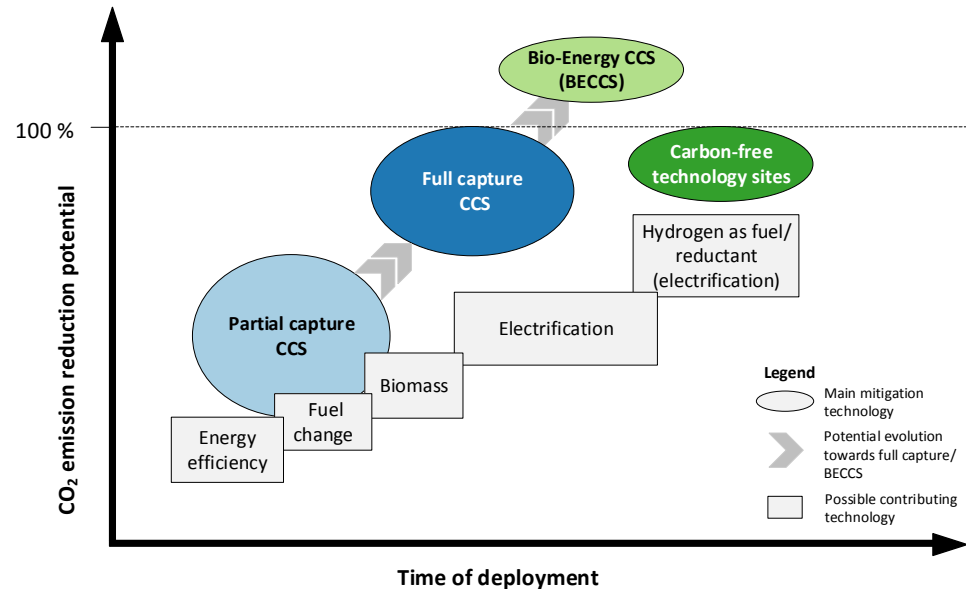 Bio-Energy CCS
(BECCS)
100 %
Full capture
CCS
Carbon-free
technology sites
Hydrogen as fuel/
reductant
(electrification)
Partial capture
CCS
Electrification
Biomass
Fuel
change
Energy
efficiency
CO₂ emission reduction potential
Legend
Main mitigation
technology
Potential evolution
towards full capture/
BECCS
Possible contributing
technology
Time of deployment